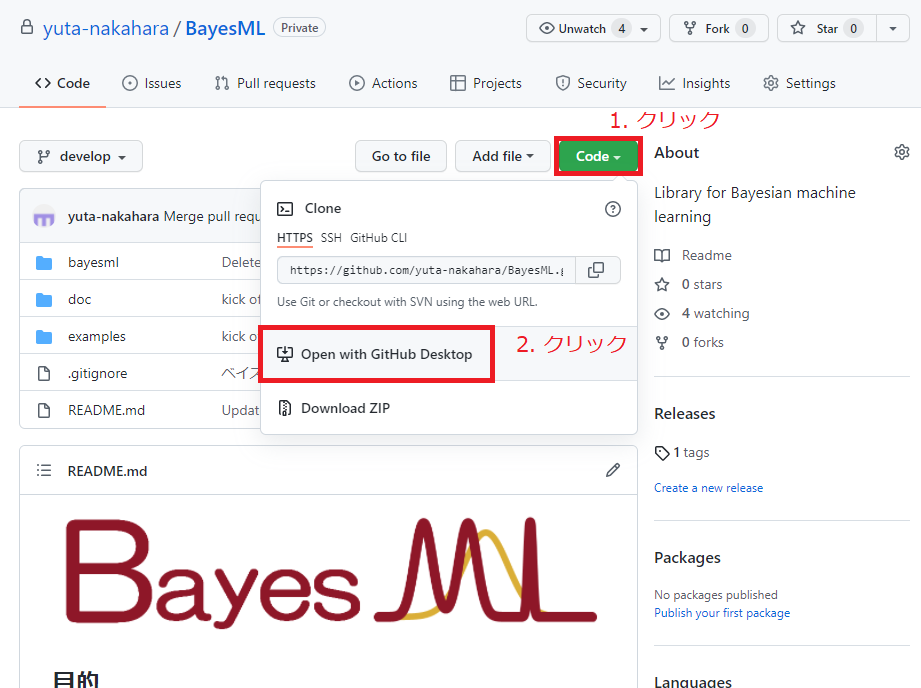 yuta-nakahara / BayesML Private
Unwatch 4 Fork 0 Star 0
Code Issues Pull requests Actions Projects Security Insights Settings
1. クリック
develop Go to file Add file Code
About
Library for Bayesian machine
learning
Readme
0 stars
4 watching
0 forks
Releases
1 tags
Create a new release
Packages
No packages published
Publish your first package
Languages
yuta-nakahara Merge pull requ
bayesml Delete
doc kick of
examples kick o
.gitignore ベイズ
README.md Updat
Clone
HTTPS SSH GitHub CLI
https://github.com/yuta-nakahara/BayesML.g
Use Git or checkout with SVN using the web URL.
Open with GitHub Desktop
2. クリック
Download ZIP
README.md
BayesML
目的